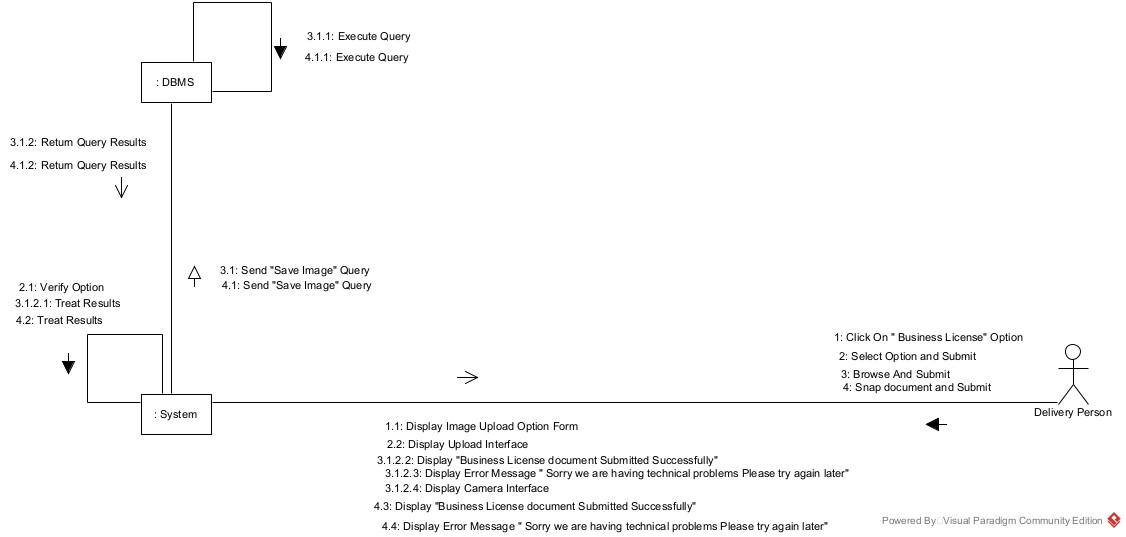 3.1.1: Execute Query
4.1.1: Execute Query
: DBMS
3.1.2: Return Query Results
4.1.2: Return Query Results
3.1: Send "Save Image" Query
4.1: Send "Save Image" Query
2.1: Verify Option
3.1.2.1: Treat Results
4.2: Treat Results
1: Click On " Business License" Option
2: Select Option and Submit
3: Browse And Submit
4: Snap document and Submit
: System
Delivery Person
1.1: Display Image Upload Option Form
2.2: Display Upload Interface
3.1.2.2: Display "Business License document Submitted Successfully"
3.1.2.3: Display Error Message " Sorry we are having technical problems Please try again later"
3.1.2.4: Display Camera Interface
4.3: Display "Business License document Submitted Successfully"
4.4: Display Error Message " Sorry we are having technical problems Please try again later"
Powered By Visual Paradigm Community Edition